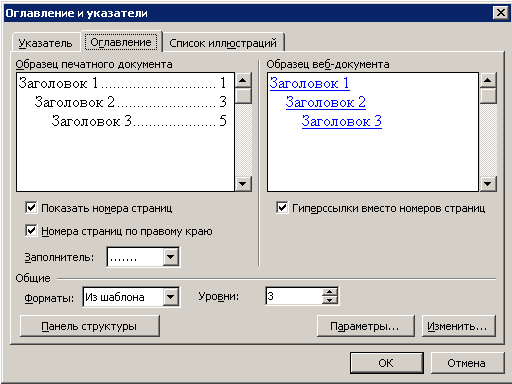 Оглавление и указатели
Указатель Оглавление Список иллюстраций
Образец печатного документа
Заголовок 1 ................................ 1
Заголовок 2 ........................... 3
Заголовок 3 ...................... 5
Образец веб-документа
Заголовок 1
Заголовок 2
Заголовок 3
Показать номера страниц
Номера страниц по правому краю
Заполнитель: .......
Гиперссылки вместо номеров страниц
Общие
Форматы: Из шаблона Уровни: 3
Панель структуры Параметры... Изменить...
ОК Отмена